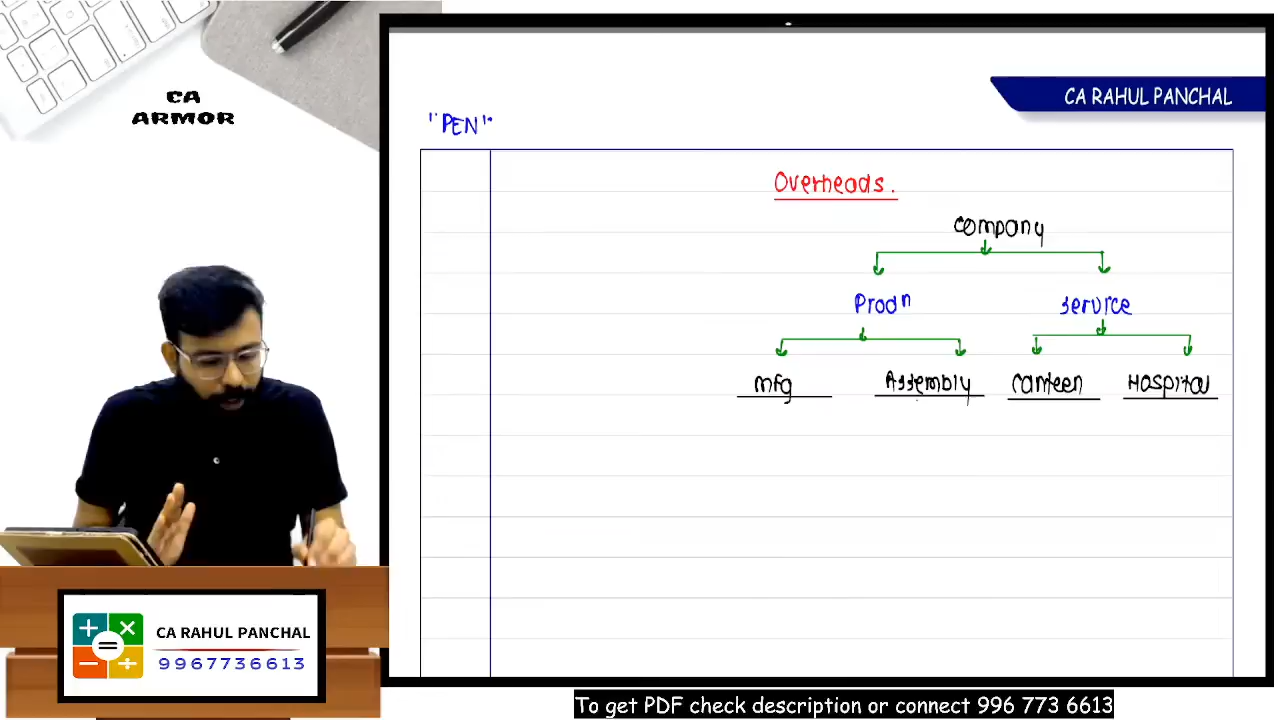 CA
ARMOR
CA RAHUL PANCHAL
"PEN"
Overheads.
Company
Prodn
Service
Mfg
Assembly
Canteen
Hospital
CA RAHUL PANCHAL
9967736613
To get PDF check description or connect 996 773 6613